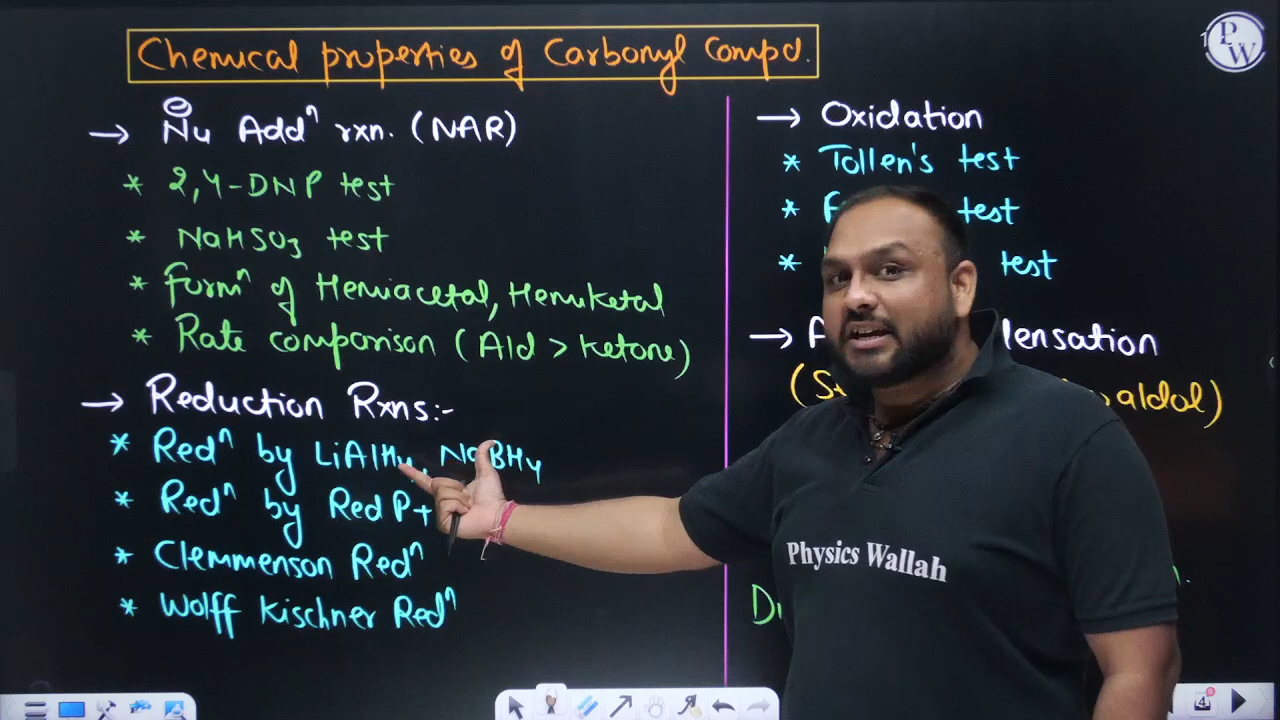 Chemical properties of Carbonyl Compd.
PW
→ Nu Addⁿ rxn. (NAR)
* 2,4-DNP test
* NaHSO3 test
* Formⁿ of Hemiacetal, Hemiketal
* Rate comparison (Ald > Ketone)
→ Reduction Rxns:-
* Redⁿ by LiAlH4, NaBH4
* Redⁿ by Red P+
* Clemmenson Redⁿ
* Wolff Kischner Redⁿ
→ Oxidation
* Tollen's test
* test
* test
→
aldol)
Physics Wallah
4